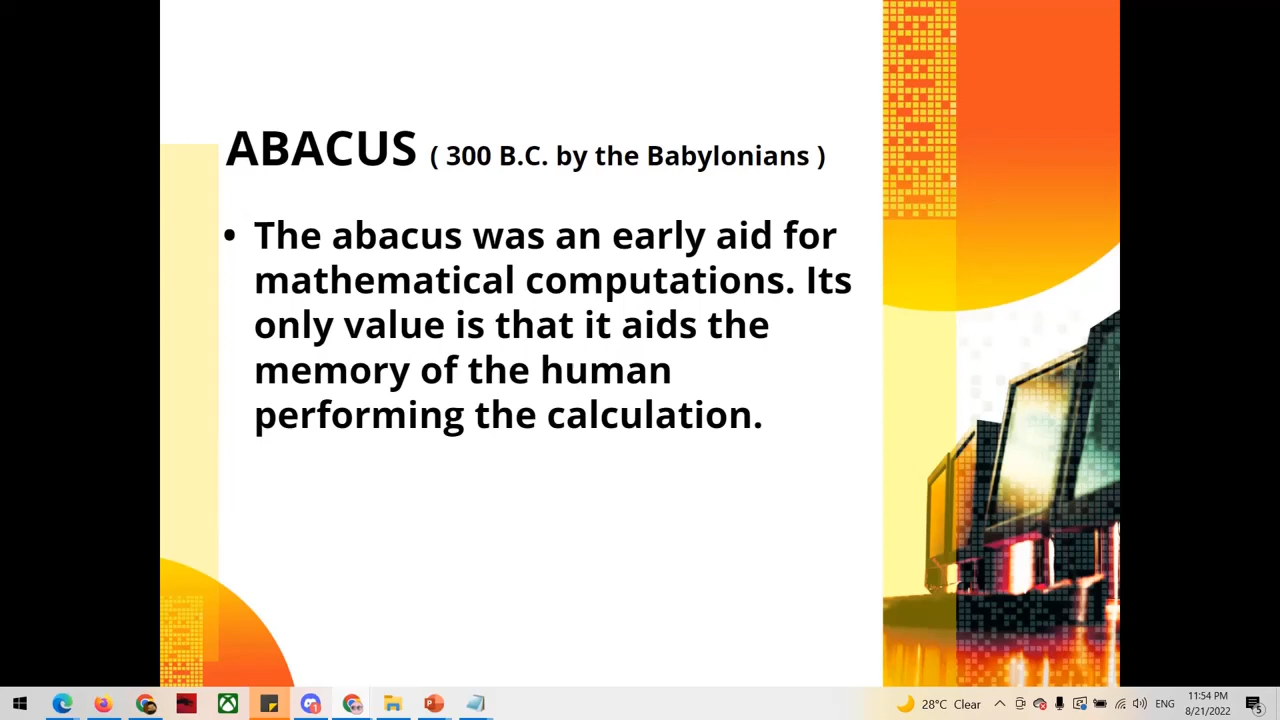 ABACUS ( 300 B.C. by the Babylonians )
• The abacus was an early aid for
mathematical computations. Its
only value is that it aids the
memory of the human
performing the calculation.
28°C Clear
ENG
11:54 PM
8/21/2022
5
1